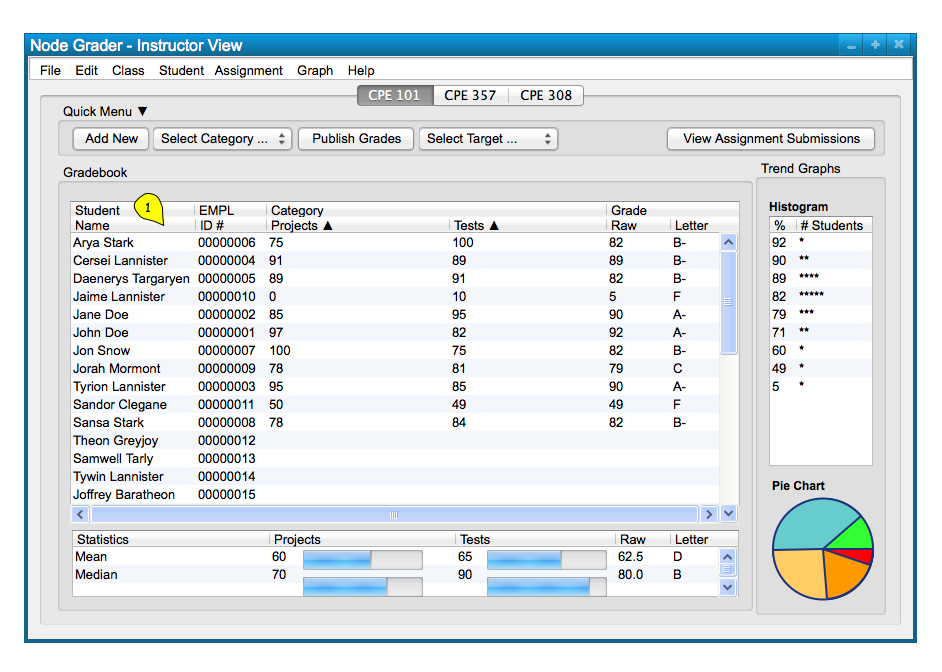 Node Grader - Instructor View
File Edit Class Student Assignment Graph Help
CPE 101 CPE 357 CPE 308
Quick Menu ▼
Add New Select Category ... Publish Grades Select Target ... View Assignment Submissions
Gradebook
Student Name EMPL ID # Category Projects ▲ Tests ▲ Grade Raw Letter
1
Arya Stark 00000006 75 100 82 B-
Cersei Lannister 00000004 91 89 89 B-
Daenerys Targaryen 00000005 89 91 82 B-
Jaime Lannister 00000010 0 10 5 F
Jane Doe 00000002 85 95 90 A-
John Doe 00000001 97 82 92 A-
Jon Snow 00000007 100 75 82 B-
Jorah Mormont 00000009 78 81 79 C
Tyrion Lannister 00000003 95 85 90 A-
Sandor Clegane 00000011 50 49 49 F
Sansa Stark 00000008 78 84 82 B-
Theon Greyjoy 00000012
Samwell Tarly 00000013
Tywin Lannister 00000014
Joffrey Baratheon 00000015
Statistics Projects Tests Raw Letter
Mean 60 65 62.5 D
Median 70 90 80.0 B
Trend Graphs
Histogram
% # Students
92 *
90 **
89 ****
82 *****
79 ***
71 **
60 *
49 *
5 *
Pie Chart